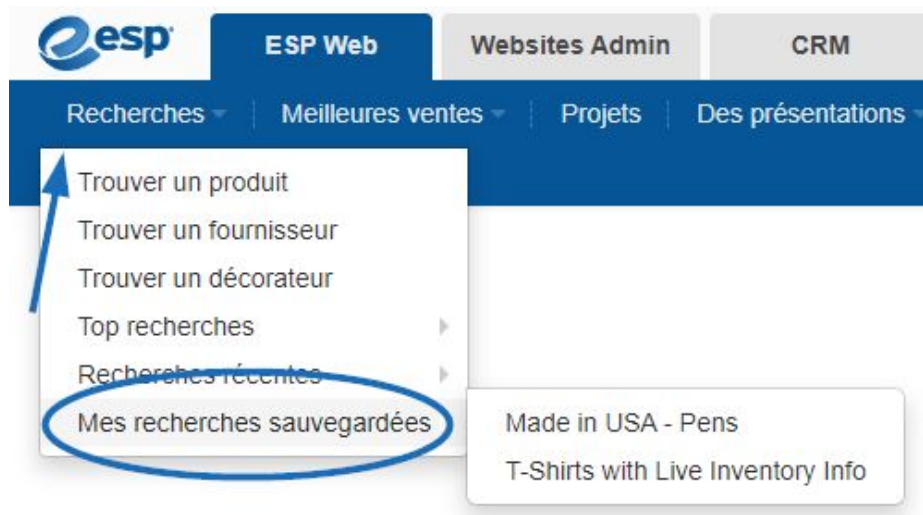 esp
ESP Web
Websites Admin
CRM
Recherches
Meilleures ventes
Projets
Des présentations
Trouver un produit
Trouver un fournisseur
Trouver un décorateur
Top recherches
Recherches récentes
Mes recherches sauvegardées
Made in USA - Pens
T-Shirts with Live Inventory Info